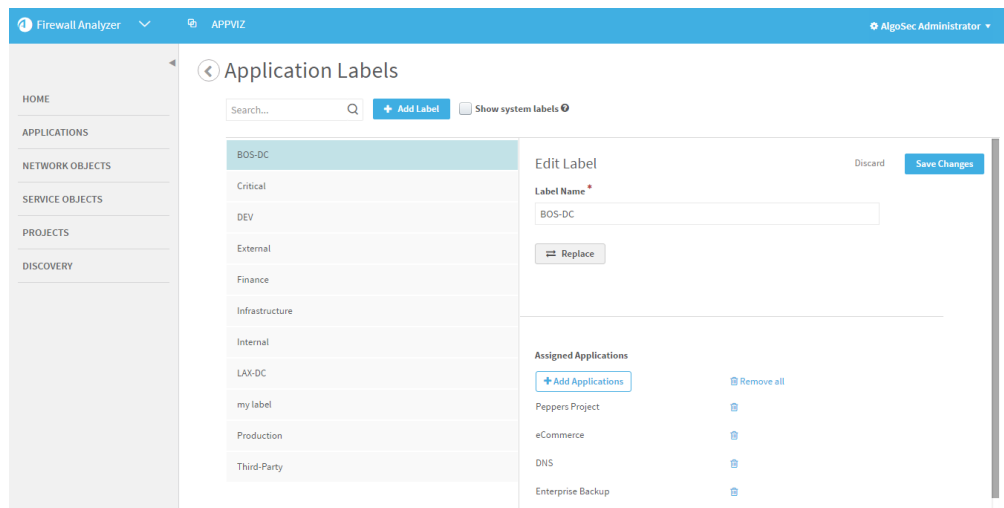 Firewall Analyzer
APPVIZ
AlgoSec Administrator
Application Labels
HOME
APPLICATIONS
NETWORK OBJECTS
SERVICE OBJECTS
PROJECTS
DISCOVERY
Search...
+ Add Label
Show system labels ?
BOS-DC
Critical
DEV
External
Finance
Infrastructure
Internal
LAX-DC
my label
Production
Third-Party
Edit Label
Discard
Save Changes
Label Name *
BOS-DC
Replace
Assigned Applications
+ Add Applications
Remove all
Peppers Project
eCommerce
DNS
Enterprise Backup